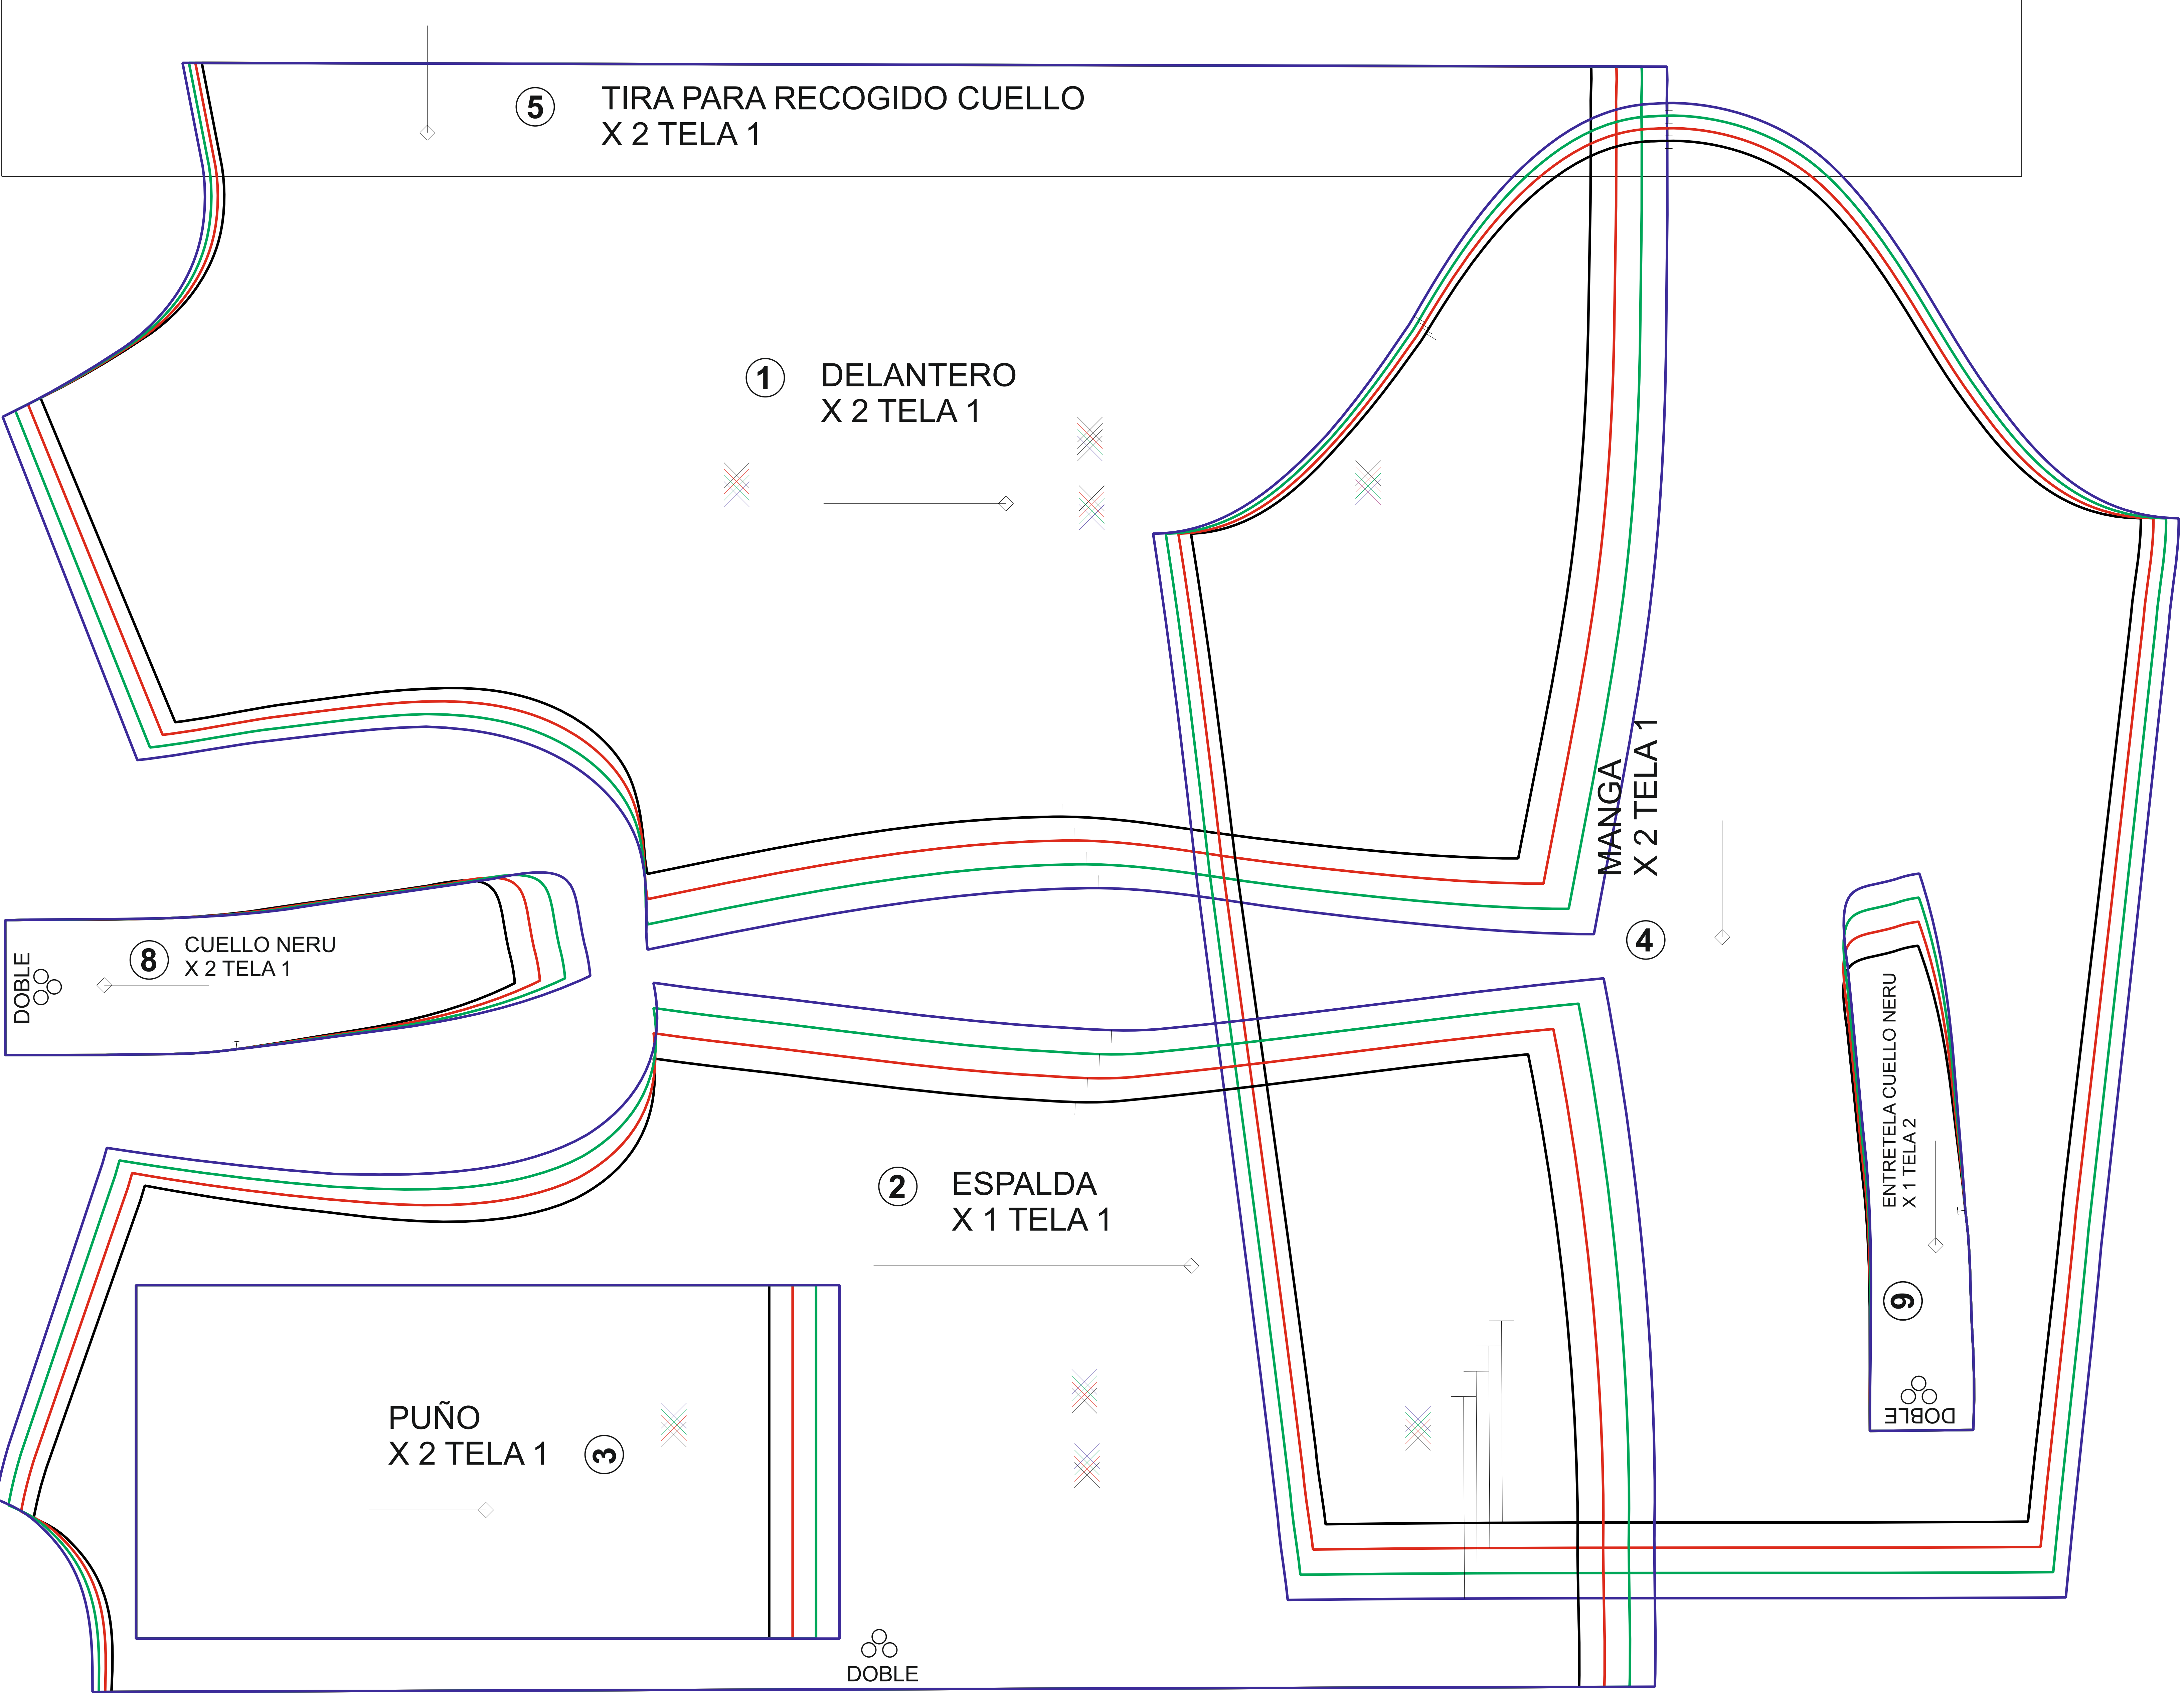 5
TIRA PARA RECOGIDO CUELLO
X 2 TELA 1
1
DELANTERO
X 2 TELA 1
MANGA
X 2 TELA 1
4
8
CUELLO NERU
X 2 TELA 1
DOBLE
ENTRETELA CUELLO NERU
X 1 TELA 2
9
DOBLE
2
ESPALDA
X 1 TELA 1
PUÑO
X 2 TELA 1
3
DOBLE